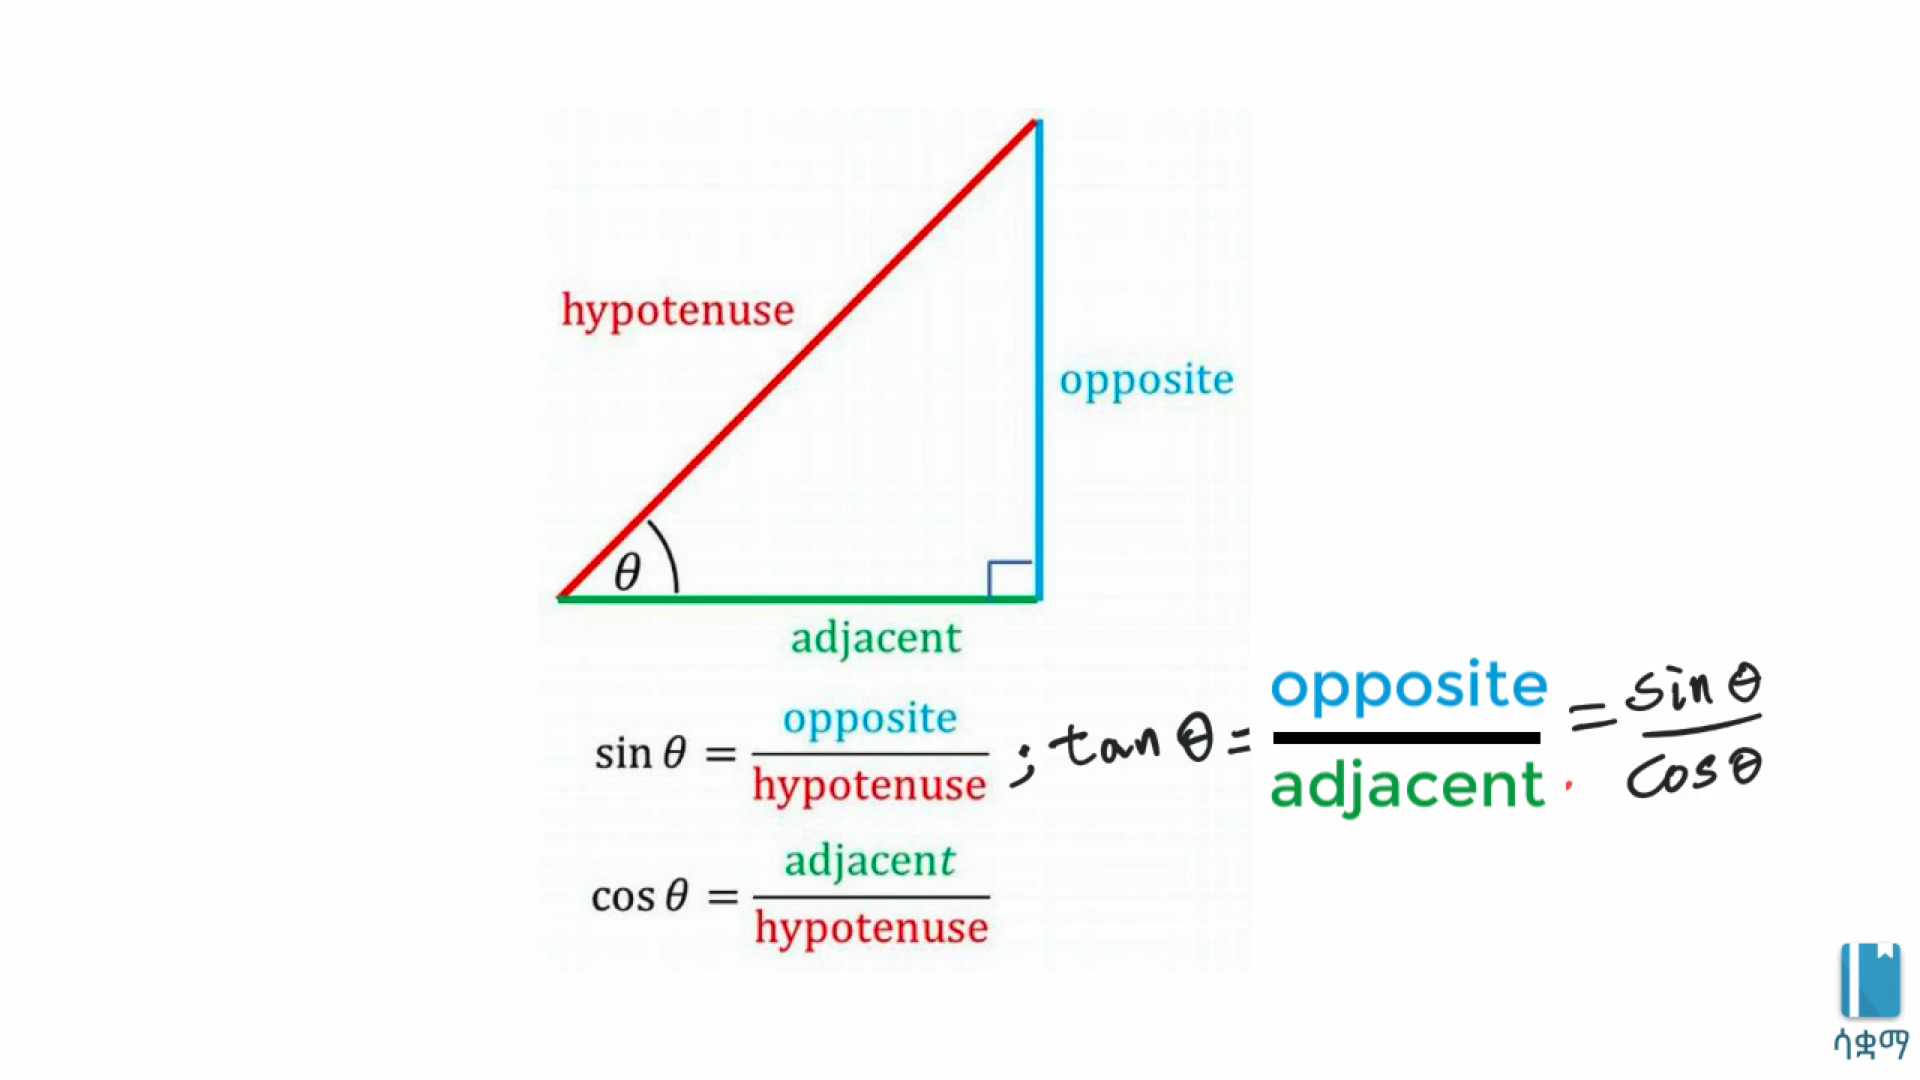 hypotenuse
opposite
θ
adjacent
sin θ = opposite / hypotenuse ; tan θ = opposite / adjacent = sin θ / cos θ
cos θ = adjacent / hypotenuse
ሳቋማ